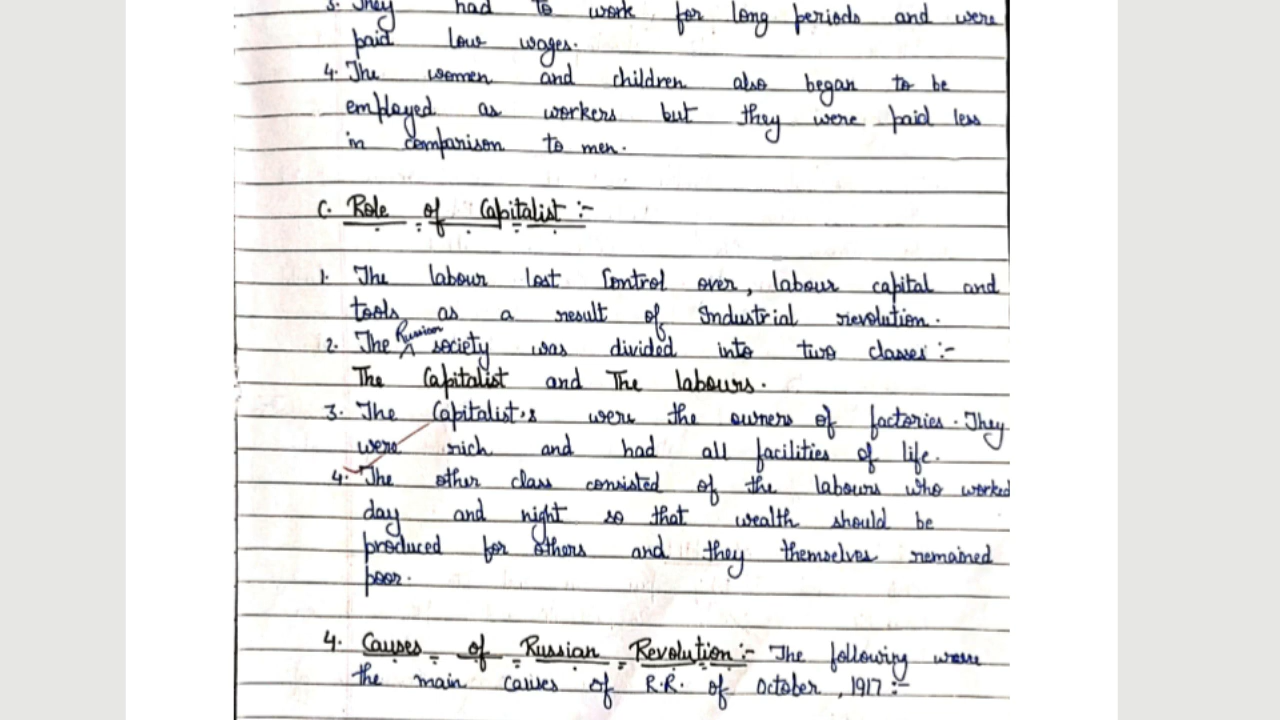 3. They had to work for long periods and were
paid low wages.
4. The women and children also began to be
employed as workers but they were paid less
in comparison to men.
C. Role of Capitalist :-
1. The labour lost Control over, labour capital and
tools as a result of Industrial revolution.
2. The Russian society was divided into two classes :-
The Capitalist and The labours.
3. The Capitalist's were the owners of factories. They
were rich and had all facilities of life.
4. The other class consisted of the labours who worked
day and night so that wealth should be
produced for others and they themselves remained
poor.
4. Causes of Russian Revolution :- The following were
the main causes of R.R. of October, 1917 :-